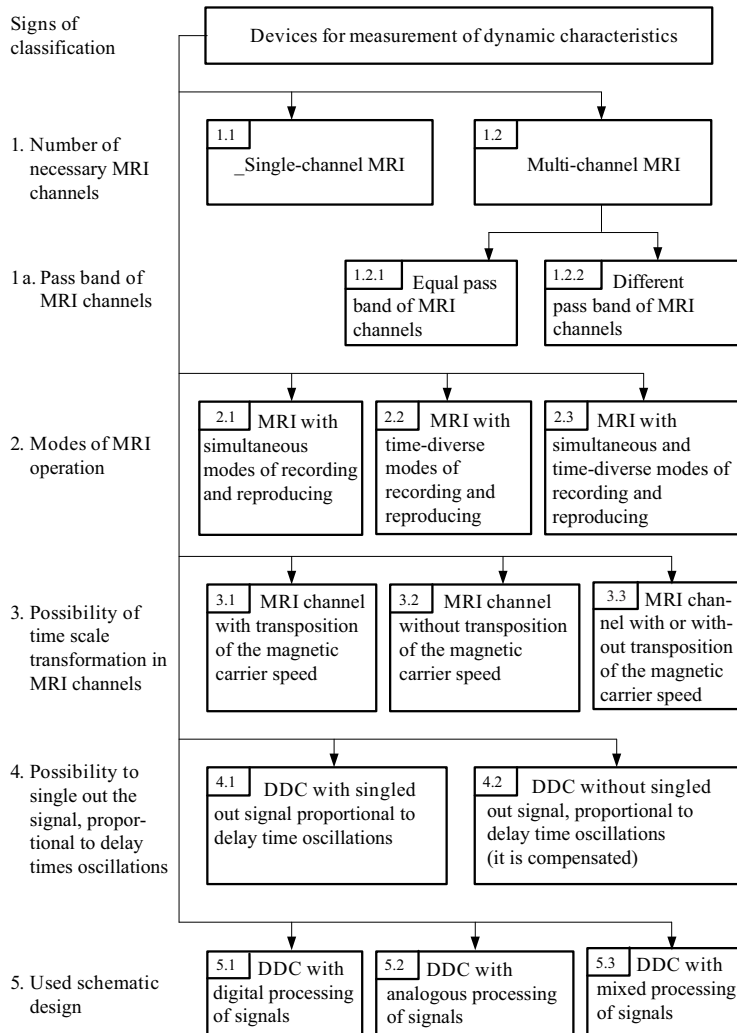 Signs of
classification
Devices for measurement of dynamic characteristics
1. Number of
necessary MRI
channels
1.1
_Single-channel MRI
1.2
Multi-channel MRI
1a. Pass band of
MRI channels
1.2.1 Equal pass
band of MRI
channels
1.2.2 Different
pass band of MRI
channels
2. Modes of MRI
operation
2.1 MRI with
simultaneous
modes of recording
and reproducing
2.2 MRI with
time-diverse
modes of
recording and
reproducing
2.3 MRI with
simultaneous and
time-diverse modes of
recording and
reproducing
3. Possibility of
time scale
transformation in
MRI channels
3.1 MRI channel
with transposition
of the magnetic
carrier speed
3.2 MRI channel
without transposition
of the magnetic
carrier speed
3.3 MRI chan-
nel with or with-
out transposition
of the magnetic
carrier speed
4. Possibility to
single out the
signal, propor-
tional to delay
times oscillations
4.1 DDC with singled
out signal proportional to
delay time oscillations
4.2 DDC without singled
out signal, proportional to
delay time oscillations
(it is compensated)
5. Used schematic
design
5.1 DDC with
digital processing
of signals
5.2 DDC with
analogous processing
of signals
5.3 DDC with
mixed processing
of signals